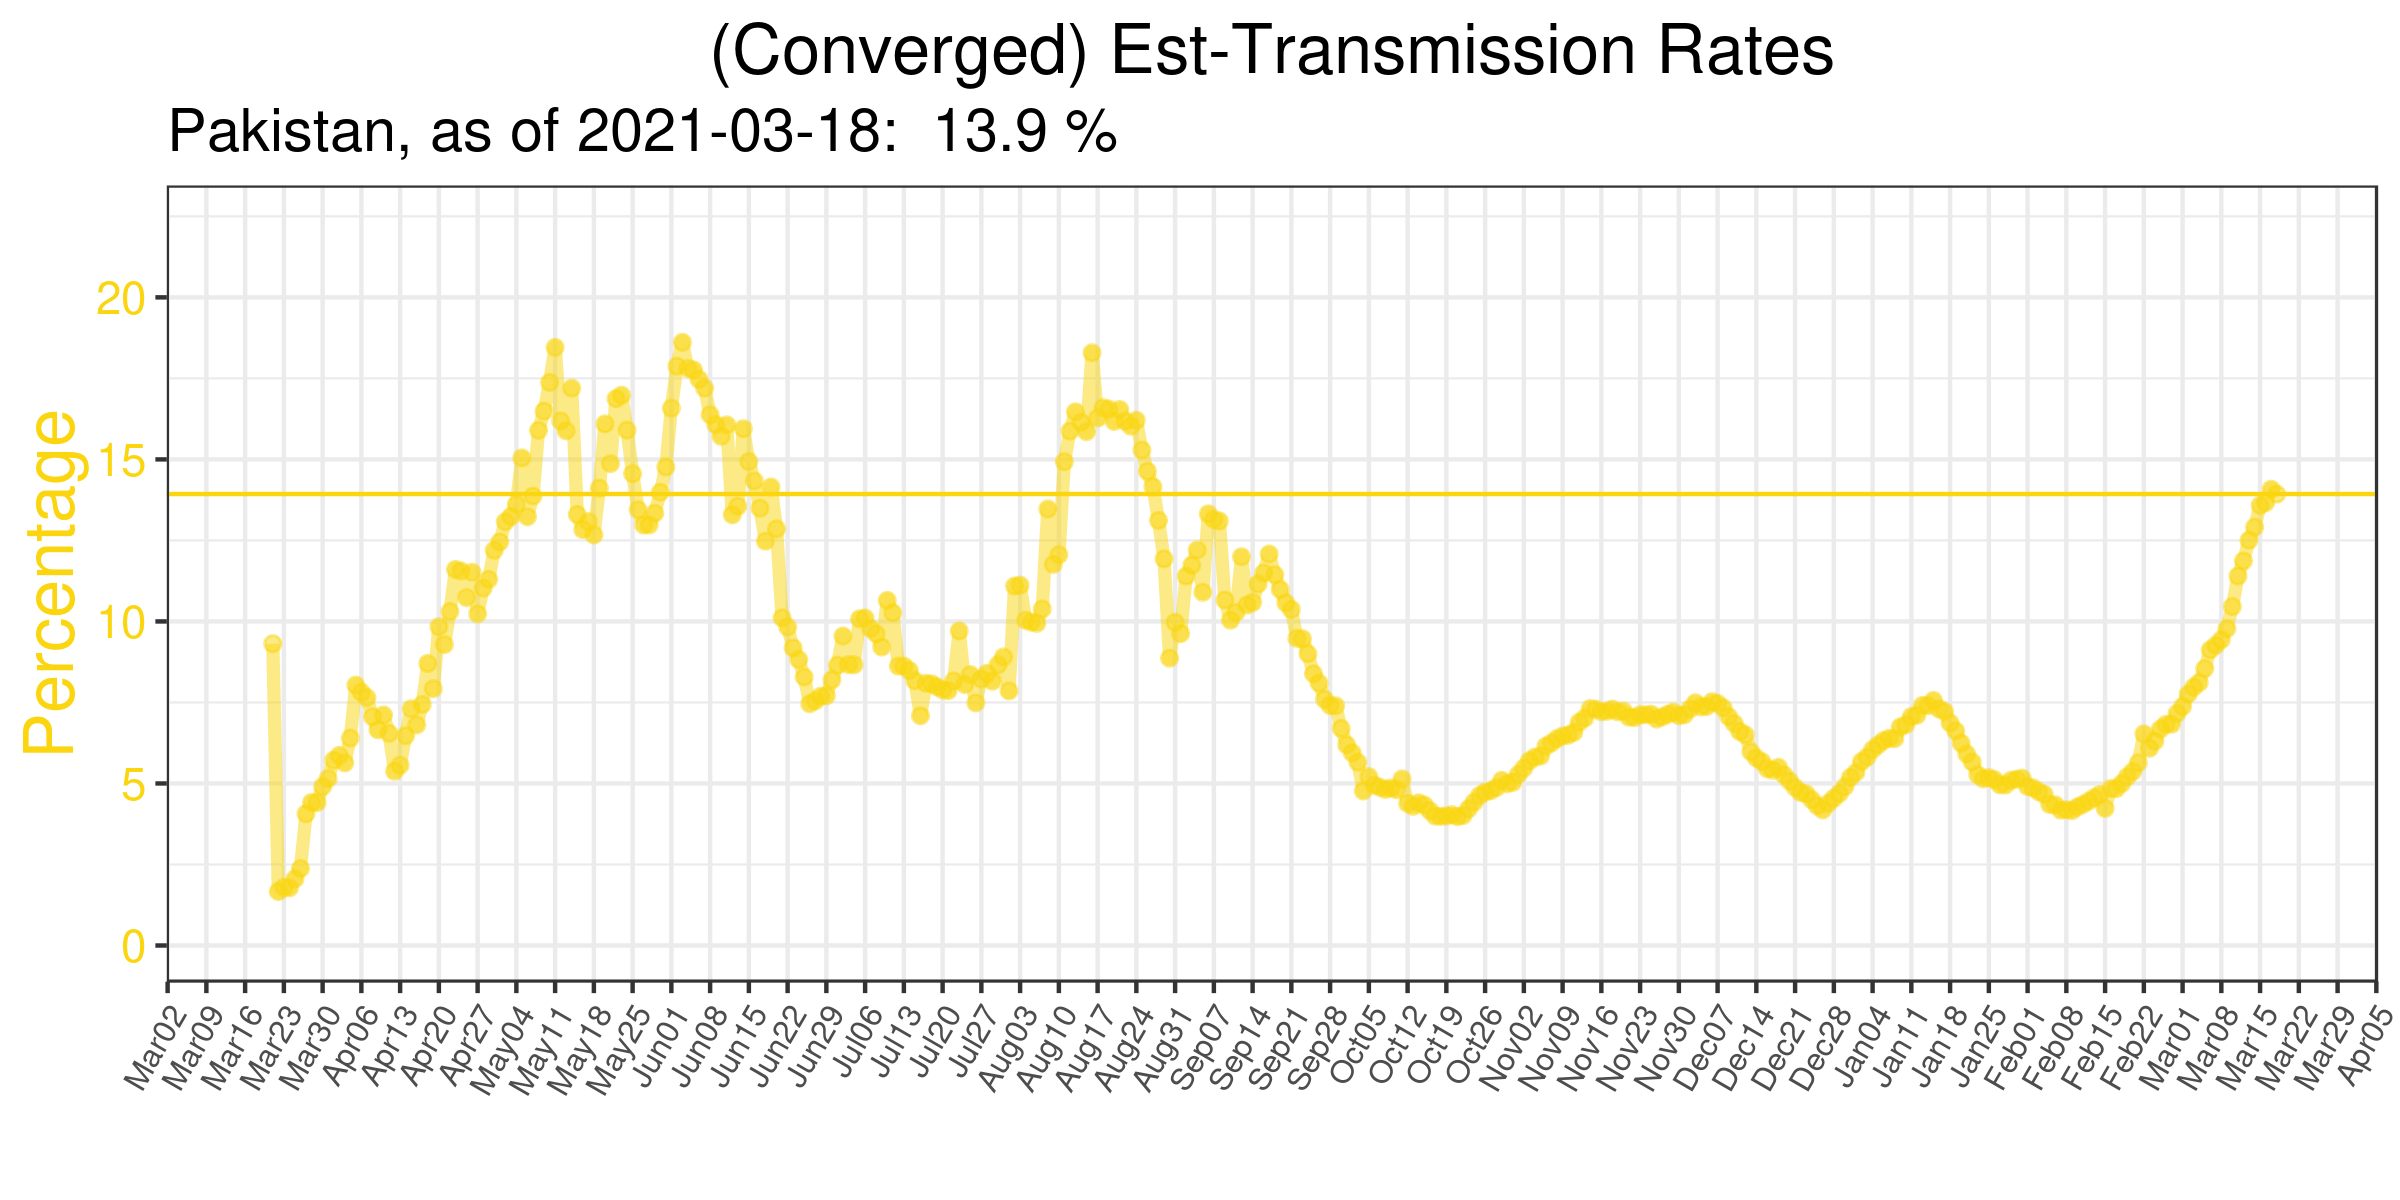 (Converged) Est-Transmission Rates
Pakistan, as of 2021-03-18:  13.9 %
Percentage
20
15
10
5
0
Mar02
Mar09
Mar16
Mar23
Mar30
Apr06
Apr13
Apr20
Apr27
May04
May11
May18
May25
Jun01
Jun08
Jun15
Jun22
Jun29
Jul06
Jul13
Jul20
Jul27
Aug03
Aug10
Aug17
Aug24
Aug31
Sep07
Sep14
Sep21
Sep28
Oct05
Oct12
Oct19
Oct26
Nov02
Nov09
Nov16
Nov23
Nov30
Dec07
Dec14
Dec21
Dec28
Jan04
Jan11
Jan18
Jan25
Feb01
Feb08
Feb15
Feb22
Mar01
Mar08
Mar15
Mar22
Mar29
Apr05